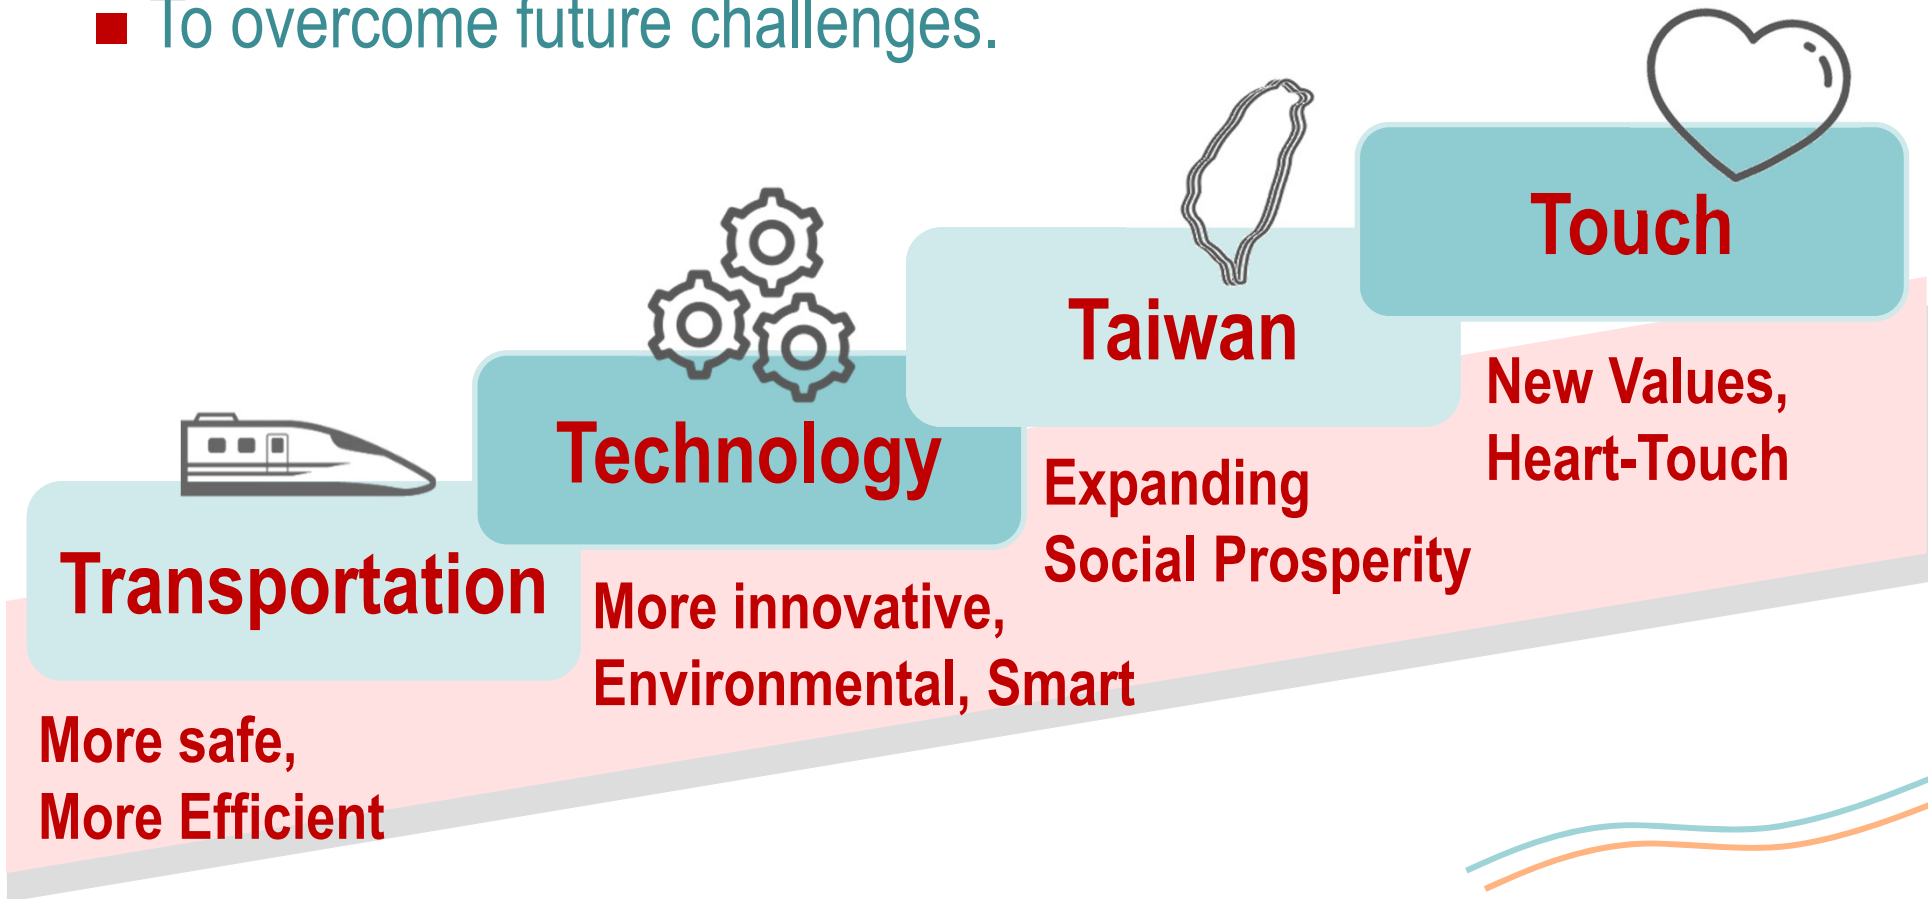 To overcome future challenges.
Transportation
More safe,
More Efficient
Technology
More innovative,
Environmental, Smart
Taiwan
Expanding
Social Prosperity
Touch
New Values,
Heart-Touch